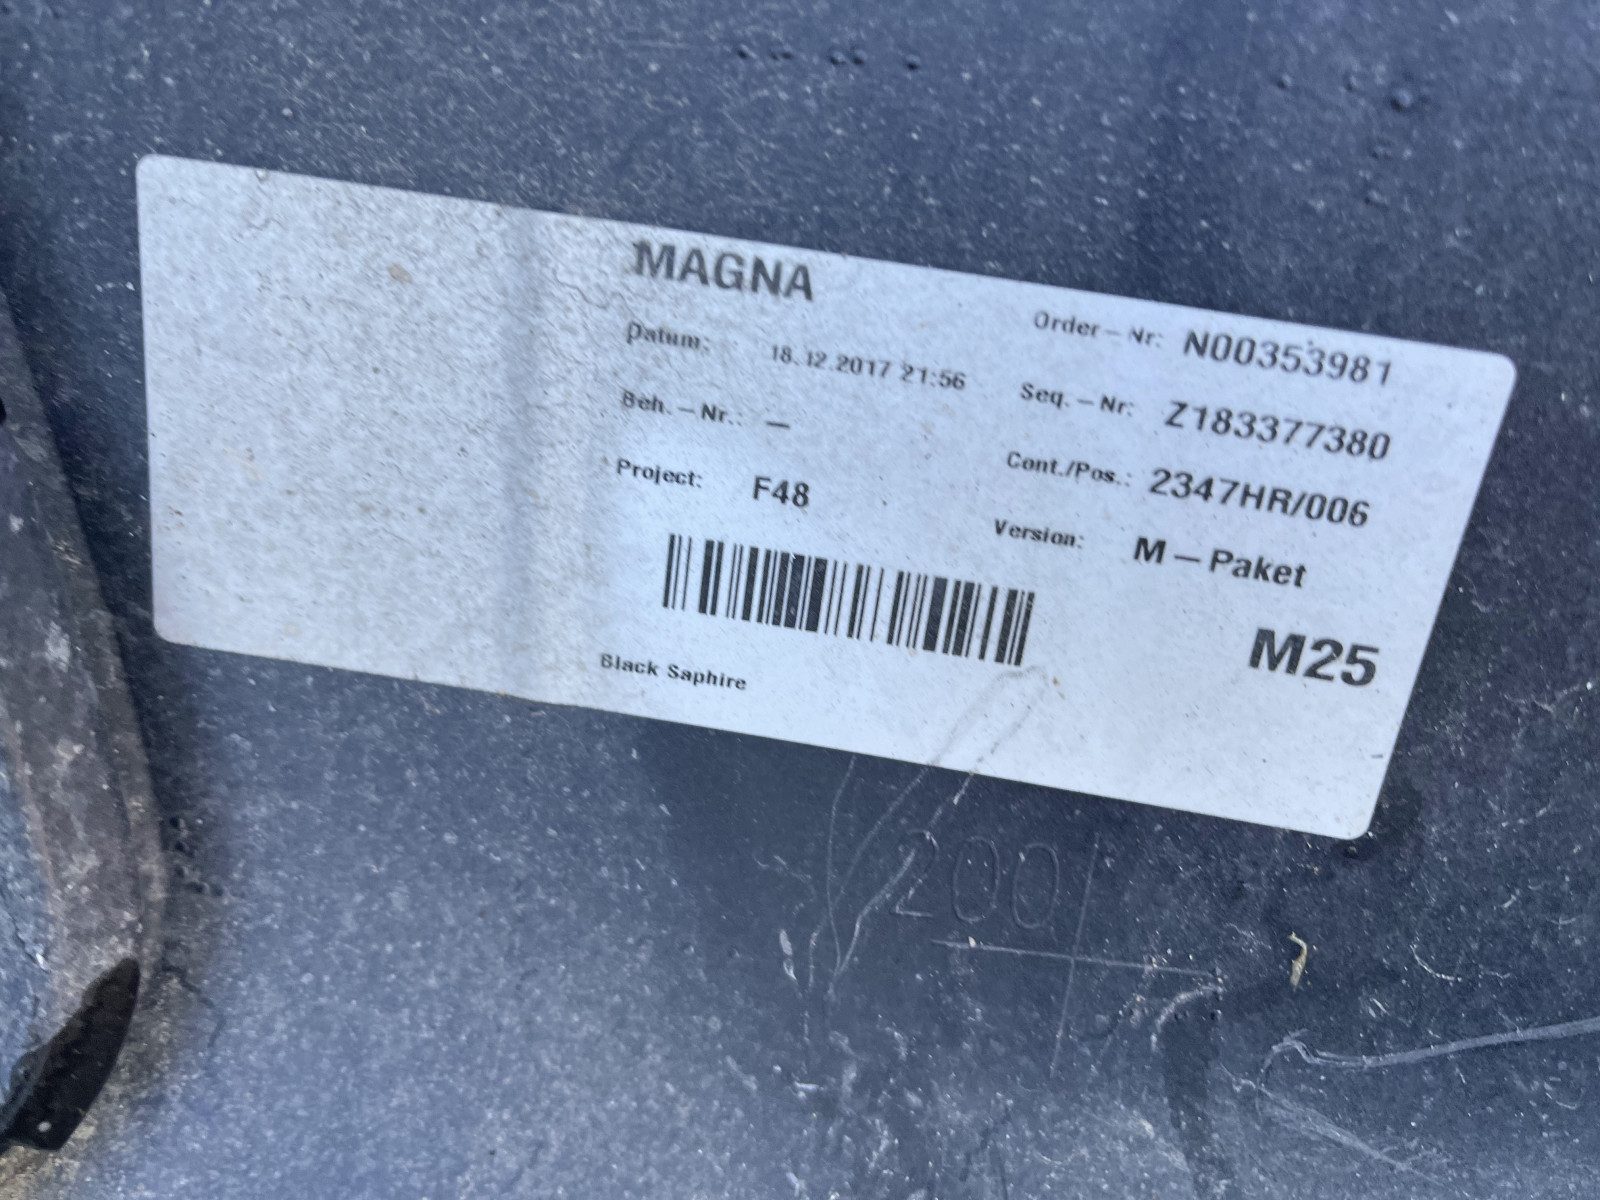 MAGNA
Order-Nr: N00353981
Datum: 18.12.2017 21:56
Seq.-Nr: Z183377380
Beh.-Nr.: -
Cont./Pos.: 2347HR/006
Project: F48
Version: M-Paket
M25
Black Saphire
200